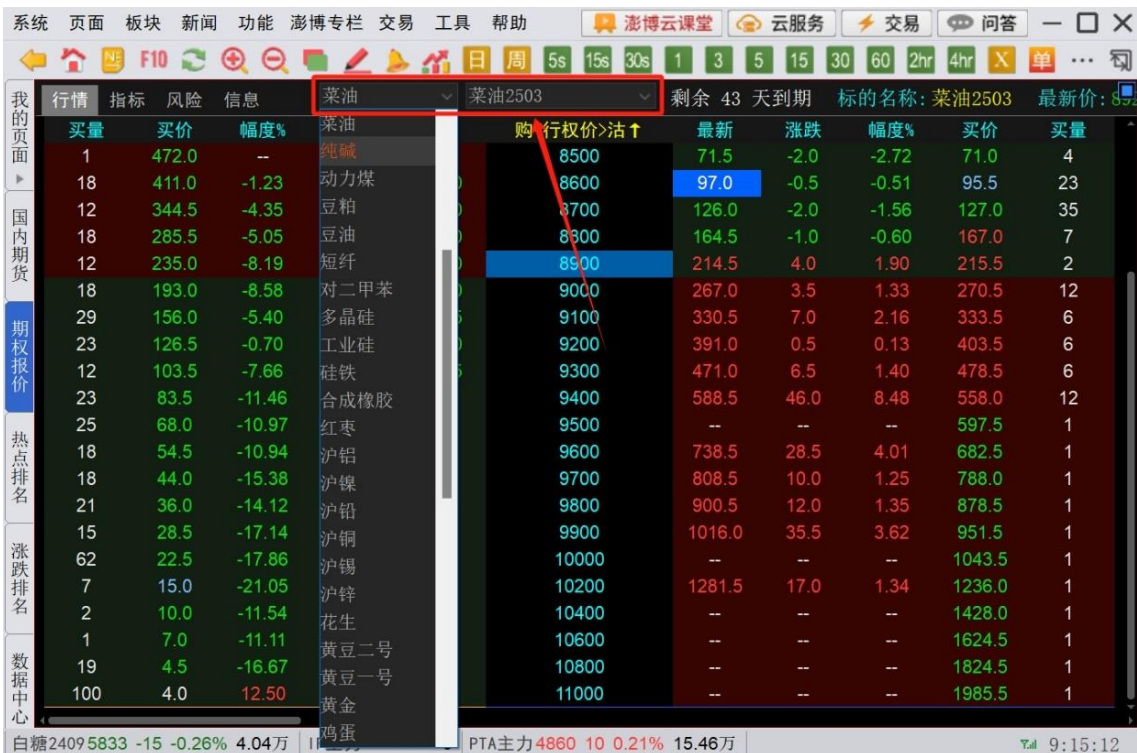 系统 页面 板块 新闻 功能 澎博专栏 交易 工具 帮助 澎博云课堂 云服务 交易 问答
F10 日 周 5s 15s 30s 1 3 5 15 30 60 2hr 4hr X 单 ...
我的页面
国内期货
期权报价
热点排名
涨跌排名
数据中心
行情 指标 风险 信息 菜油 菜油2503 剩余 43 天到期 标的名称: 菜油2503 最新价:
买量 买价 幅度% 菜油 购 行权价>沽↑ 最新 涨跌 幅度% 买价 买量
1 472.0 -- 纯碱 8500 71.5 -2.0 -2.72 71.0 4
18 411.0 -1.23 动力煤 8600 97.0 -0.5 -0.51 95.5 23
12 344.5 -4.35 豆粕 8700 126.0 -2.0 -1.56 127.0 35
18 285.5 -5.05 豆油 8800 164.5 -1.0 -0.60 167.0 7
12 235.0 -8.19 短纤 8900 214.5 4.0 1.90 215.5 2
18 193.0 -8.58 对二甲苯 9000 267.0 3.5 1.33 270.5 12
29 156.0 -5.40 多晶硅 9100 330.5 7.0 2.16 333.5 6
23 126.5 -0.70 工业硅 9200 391.0 0.5 0.13 403.5 6
12 103.5 -7.66 硅铁 9300 471.0 6.5 1.40 478.5 6
23 83.5 -11.46 合成橡胶 9400 588.5 46.0 8.48 558.0 12
25 68.0 -10.97 红枣 9500 -- -- -- 597.5 1
18 54.5 -10.94 沪铝 9600 738.5 28.5 4.01 682.5 1
18 44.0 -15.38 沪镍 9700 808.5 10.0 1.25 788.0 1
21 36.0 -14.12 沪铅 9800 900.5 12.0 1.35 878.5 1
15 28.5 -17.14 沪铜 9900 1016.0 35.5 3.62 951.5 1
62 22.5 -17.86 沪锡 10000 -- -- -- 1043.5 1
7 15.0 -21.05 沪锌 10200 1281.5 17.0 1.34 1236.0 1
2 10.0 -11.54 花生 10400 -- -- -- 1428.0 1
1 7.0 -11.11 黄豆二号 10600 -- -- -- 1624.5 1
19 4.5 -16.67 黄豆一号 10800 -- -- -- 1824.5 1
100 4.0 12.50 黄金 11000 -- -- -- 1985.5 1
鸡蛋
白糖2409 5833 -15 -0.26% 4.04万 PTA主力 4860 10 0.21% 15.46万 9:15:12